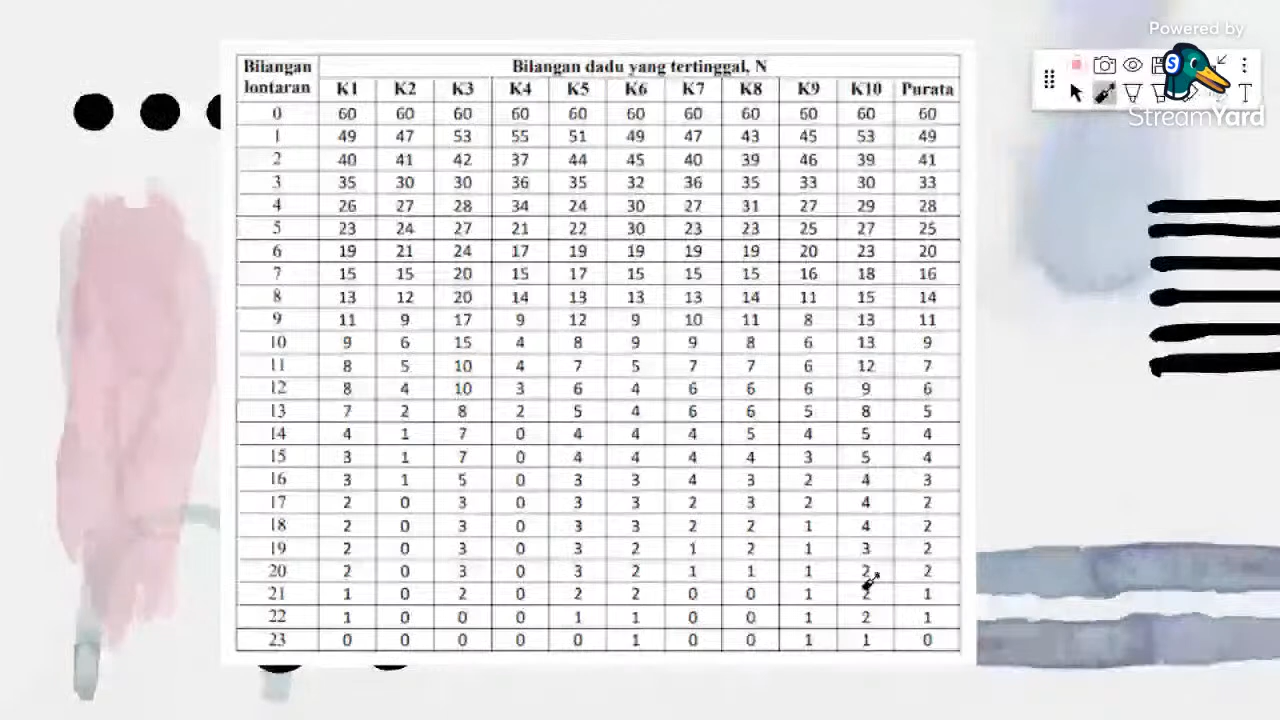 Powered by
StreamYard
Bilangan lontaran Bilangan dadu yang tertinggal, N
K1 K2 K3 K4 K5 K6 K7 K8 K9 K10 Purata
0 60 60 60 60 60 60 60 60 60 60 60
1 49 47 53 55 51 49 47 43 45 53 49
2 40 41 42 37 44 45 40 39 46 39 41
3 35 30 30 36 35 32 36 35 33 30 33
4 26 27 28 34 24 30 27 31 27 29 28
5 23 24 27 21 22 30 23 23 25 27 25
6 19 21 24 17 19 19 19 19 20 23 20
7 15 15 20 15 17 15 15 15 16 18 16
8 13 12 20 14 13 13 13 14 11 15 14
9 11 9 17 9 12 9 10 11 8 13 11
10 9 6 15 4 8 9 9 8 6 13 9
11 8 5 10 4 7 5 7 7 6 12 7
12 8 4 10 3 6 4 6 6 6 9 6
13 7 2 8 2 5 4 6 6 5 8 5
14 4 1 7 0 4 4 4 5 4 5 4
15 3 1 7 0 4 4 4 4 3 5 4
16 3 1 5 0 3 3 4 3 2 4 3
17 2 0 3 0 3 3 2 3 2 4 2
18 2 0 3 0 3 3 2 2 1 4 2
19 2 0 3 0 3 2 1 2 1 3 2
20 2 0 3 0 3 2 1 1 1 2 2
21 1 0 2 0 2 2 0 0 1 2 1
22 1 0 0 0 1 1 0 0 1 2 1
23 0 0 0 0 0 1 0 0 1 1 0